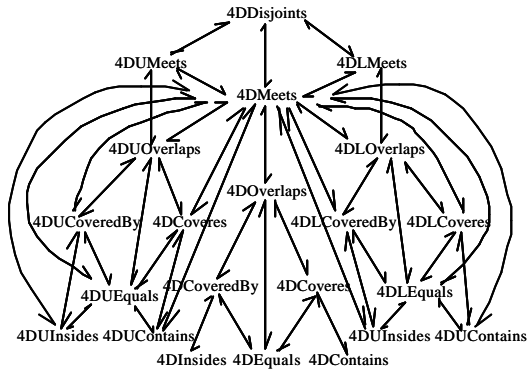 4DDisjoints
4DUMeets 4DLMeets
4DMeets
4DUOverlaps 4DLOverlaps
4DOverlaps
4DUCoveredBy 4DCoveres 4DLCoveredBy 4DLCoveres
4DCoveredBy 4DCoveres
4DUEquals 4DLEquals
4DUInsides 4DUContains 4DUInsides 4DUContains
4DInsides 4DEquals 4DContains